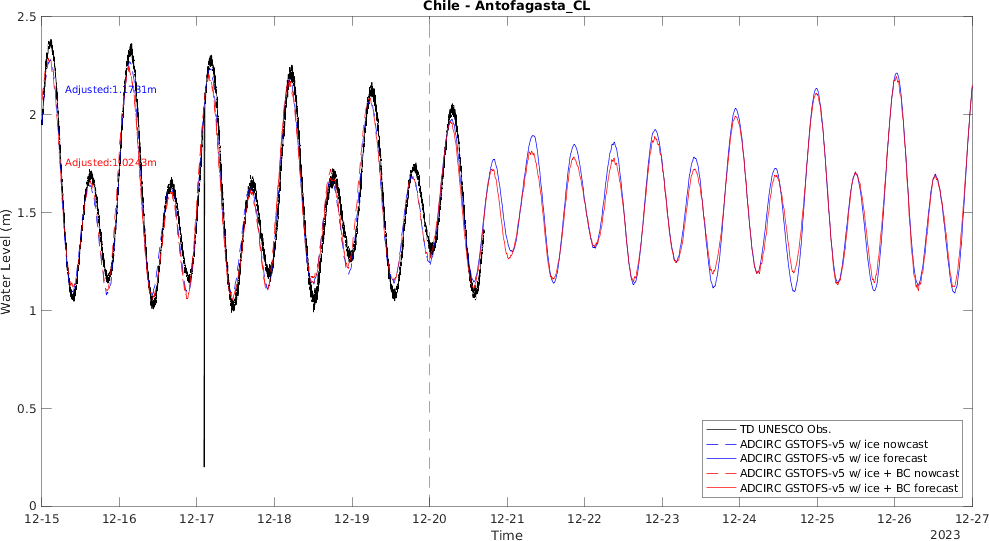 Chile - Antofagasta_CL
2.5
2
1.5
1
0.5
0
Water Level (m)
Adjusted:1.1781m
Adjusted:1.0243m
TD UNESCO Obs.
ADCIRC GSTOFS-v5 w/ ice nowcast
ADCIRC GSTOFS-v5 w/ ice forecast
ADCIRC GSTOFS-v5 w/ ice + BC nowcast
ADCIRC GSTOFS-v5 w/ ice + BC forecast
12-15 12-16 12-17 12-18 12-19 12-20 12-21 12-22 12-23 12-24 12-25 12-26 12-27
Time
2023